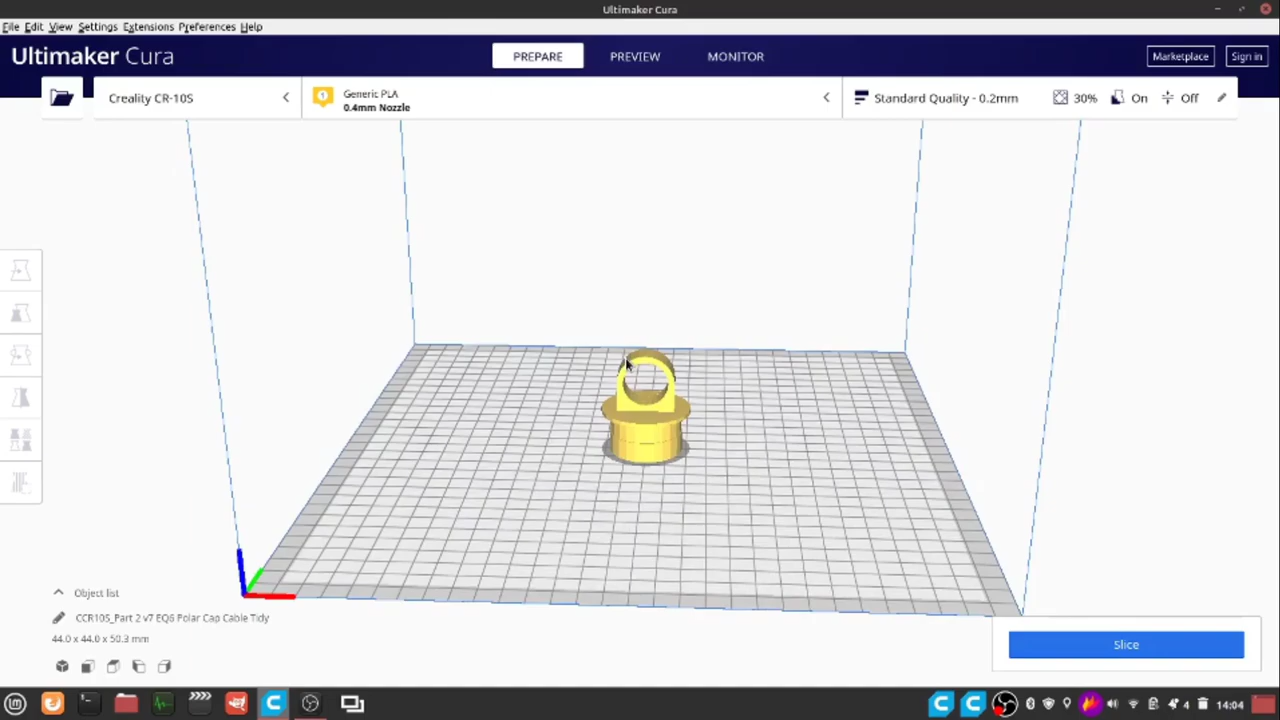 Ultimaker Cura
File Edit View Settings Extensions Preferences Help
Ultimaker Cura
PREPARE
PREVIEW
MONITOR
Marketplace
Sign in
Creality CR-10S
1
Generic PLA
0.4mm Nozzle
Standard Quality - 0.2mm
30%
On
Off
Object list
CCR10S_Part 2 v7 EQ6 Polar Cap Cable Tidy
44.0 x 44.0 x 50.3 mm
Slice
4
14:04